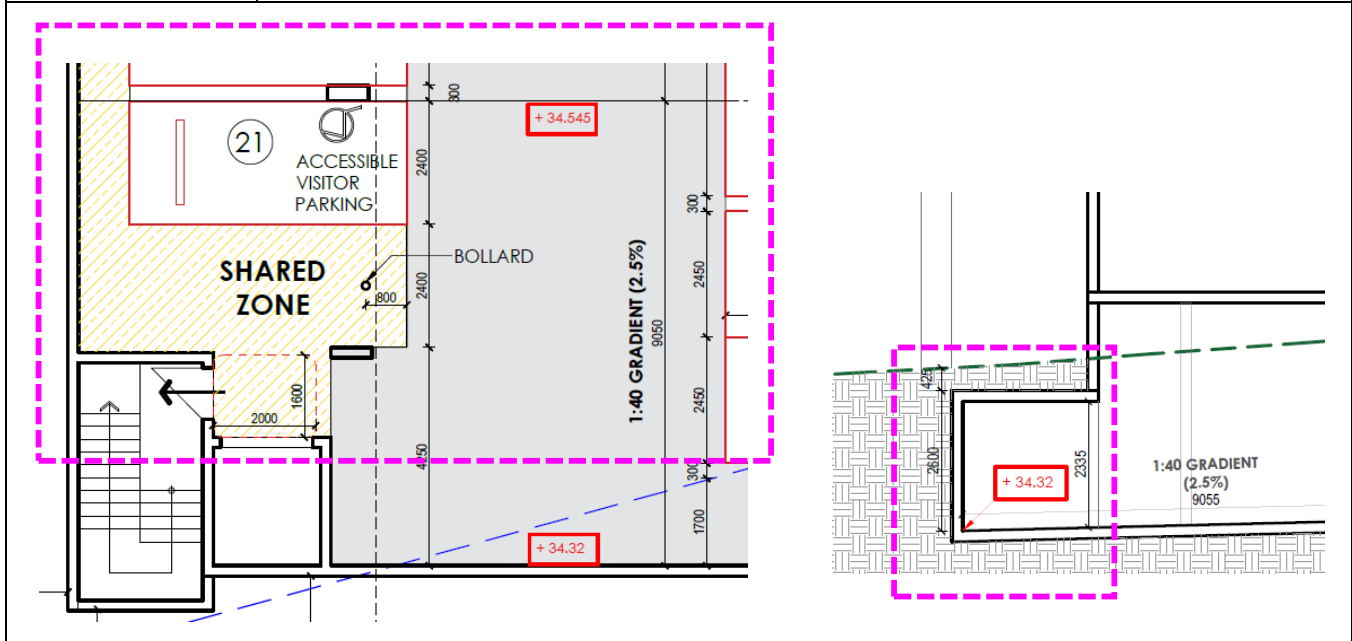 300
+ 34.545
21
ACCESSIBLE
VISITOR
PARKING
2400
300
BOLLARD
SHARED
ZONE
800
2400
2450
1:40 GRADIENT (2.5%)
9050
1600
2000
2450
4250
300
1700
+ 34.32
425
2600
2335
+ 34.32
1:40 GRADIENT
(2.5%)
9055